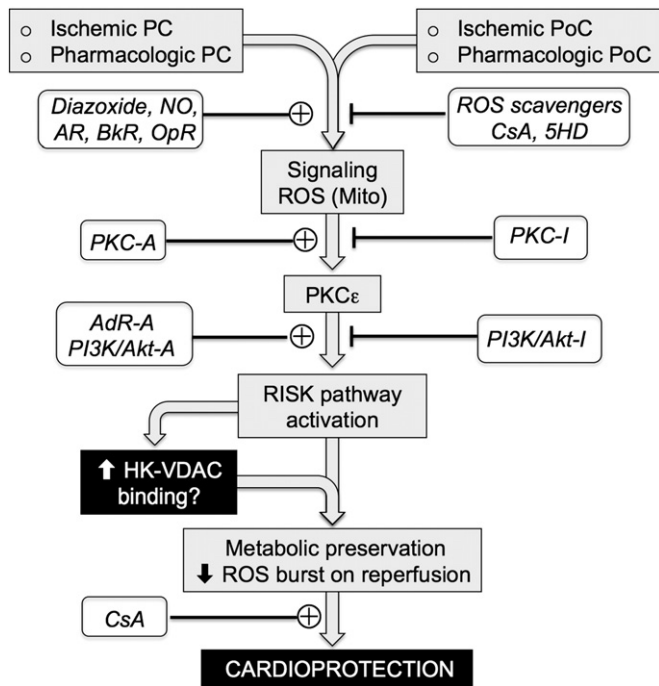 ○ Ischemic PC
○ Pharmacologic PC
○ Ischemic PoC
○ Pharmacologic PoC
Diazoxide, NO,
AR, BkR, OpR
ROS scavengers
CsA, 5HD
Signaling
ROS (Mito)
PKC-A
PKC-I
PKCε
AdR-A
PI3K/Akt-A
PI3K/Akt-I
RISK pathway
activation
⬆ HK-VDAC
binding?
Metabolic preservation
⬇ ROS burst on reperfusion
CsA
CARDIOPROTECTION